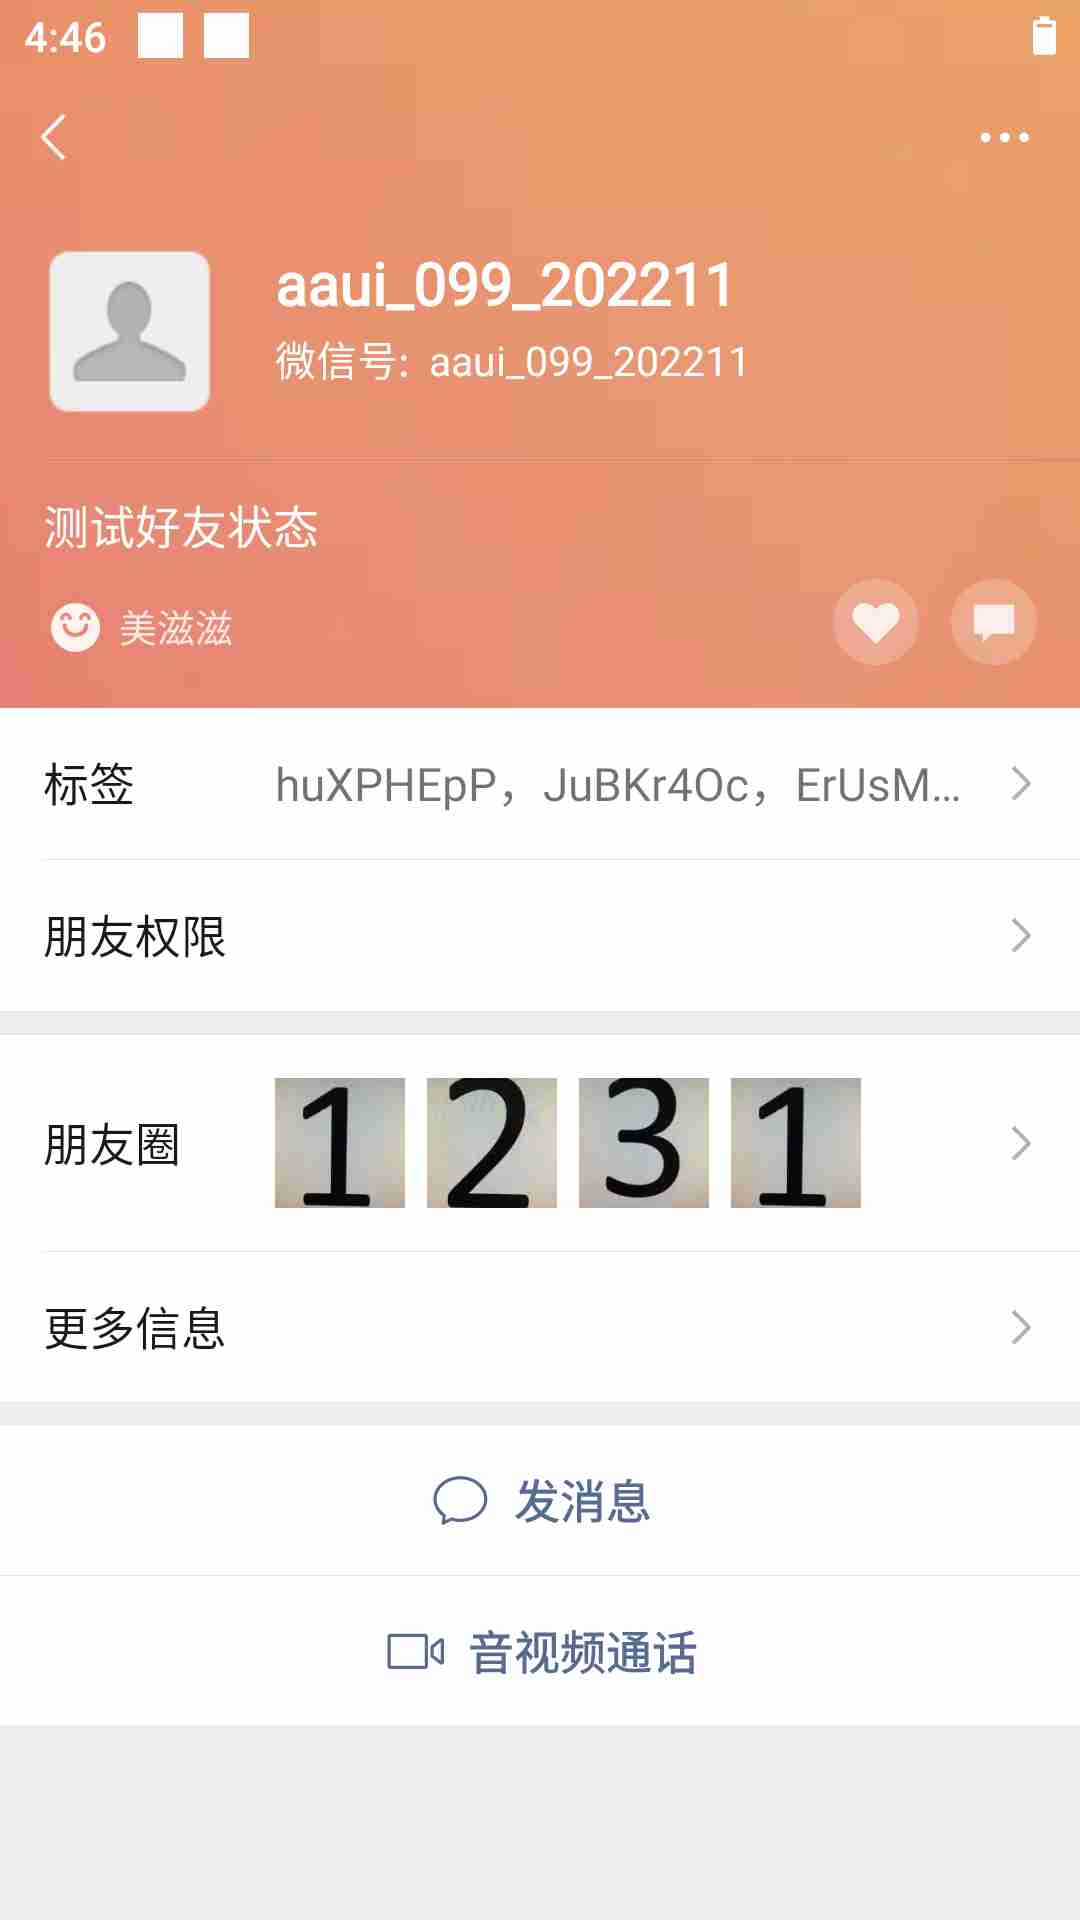 4:46
aaui_099_202211
微信号: aaui_099_202211
测试好友状态
美滋滋
标签 huXPHEpP，JuBKr4Oc，ErUsM...
朋友权限
朋友圈 1 2 3 1
更多信息
发消息
音视频通话